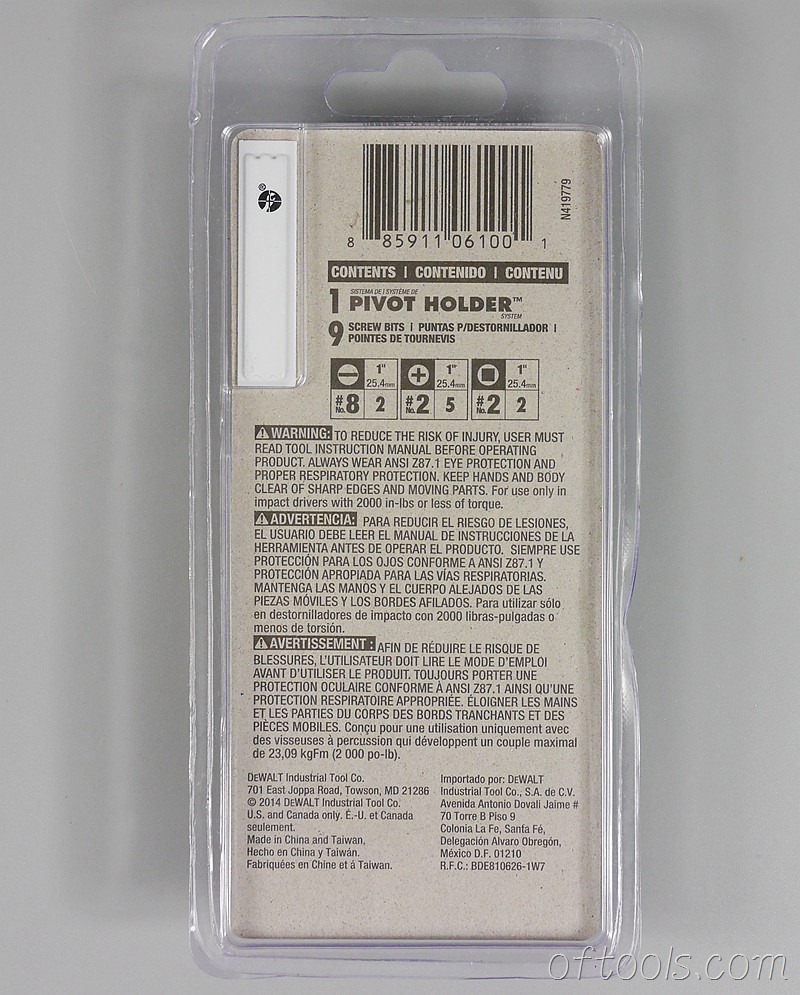 8 85911 06100 1
N419779
CONTENTS | CONTENIDO | CONTENU
SISTEMA DE | SYSTÈME DE
1 PIVOT HOLDER™
SYSTEM
9 SCREW BITS | PUNTAS P/DESTORNILLADOR |
POINTES DE TOURNEVIS
1" 1" 1"
25.4mm 25.4mm 25.4mm
#No. 8 2 #No. 2 5 #No. 2 2
WARNING: TO REDUCE THE RISK OF INJURY, USER MUST
READ TOOL INSTRUCTION MANUAL BEFORE OPERATING
PRODUCT. ALWAYS WEAR ANSI Z87.1 EYE PROTECTION AND
PROPER RESPIRATORY PROTECTION. KEEP HANDS AND BODY
CLEAR OF SHARP EDGES AND MOVING PARTS. For use only in
impact drivers with 2000 in-lbs or less of torque.
ADVERTENCIA: PARA REDUCIR EL RIESGO DE LESIONES,
EL USUARIO DEBE LEER EL MANUAL DE INSTRUCCIONES DE LA
HERRAMIENTA ANTES DE OPERAR EL PRODUCTO. SIEMPRE USE
PROTECCIÓN PARA LOS OJOS CONFORME A ANSI Z87.1 Y
PROTECCIÓN APROPIADA PARA LAS VÍAS RESPIRATORIAS.
MANTENGA LAS MANOS Y EL CUERPO ALEJADOS DE LAS
PIEZAS MÓVILES Y LOS BORDES AFILADOS. Para utilizar sólo
en destornilladores de impacto con 2000 libras-pulgadas o
menos de torsión.
AVERTISSEMENT : AFIN DE RÉDUIRE LE RISQUE DE
BLESSURES, L'UTILISATEUR DOIT LIRE LE MODE D'EMPLOI
AVANT D'UTILISER LE PRODUIT. TOUJOURS PORTER UNE
PROTECTION OCULAIRE CONFORME À ANSI Z87.1 AINSI QU'UNE
PROTECTION RESPIRATOIRE APPROPRIÉE. ÉLOIGNER LES MAINS
ET LES PARTIES DU CORPS DES BORDS TRANCHANTS ET DES
PIÈCES MOBILES. Conçu pour une utilisation uniquement avec
des visseuses à percussion qui développent un couple maximal
de 23,09 kgFm (2 000 po-lb).
DEWALT Industrial Tool Co.
701 East Joppa Road, Towson, MD 21286
© 2014 DEWALT Industrial Tool Co.
U.S. and Canada only. É.-U. et Canada
seulement.
Made in China and Taiwan,
Hecho en China y Taiwán.
Fabriquées en Chine et á Taiwan.
Importado por: DEWALT
Industrial Tool Co., S.A. de C.V.
Avenida Antonio Dovali Jaime #
70 Torre B Piso 9
Colonia La Fe, Santa Fé,
Delegación Alvaro Obregón,
México D.F. 01210
R.F.C.: BDE810626-1W7
oftools.com